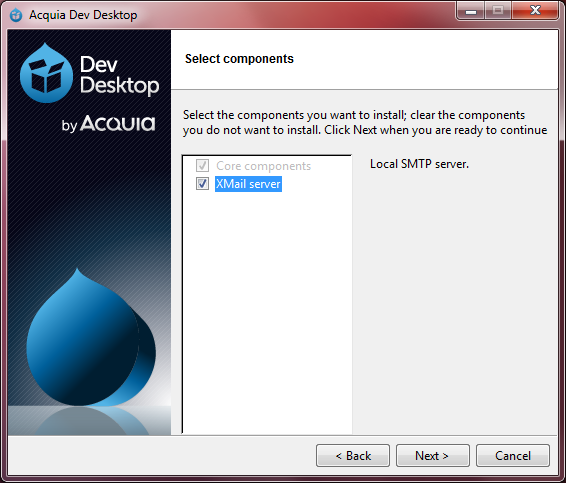 Acquia Dev Desktop
Dev
Desktop
by Acquia
Select components
Select the components you want to install; clear the components
you do not want to install. Click Next when you are ready to continue
Core components
XMail server
Local SMTP server.
< Back
Next >
Cancel